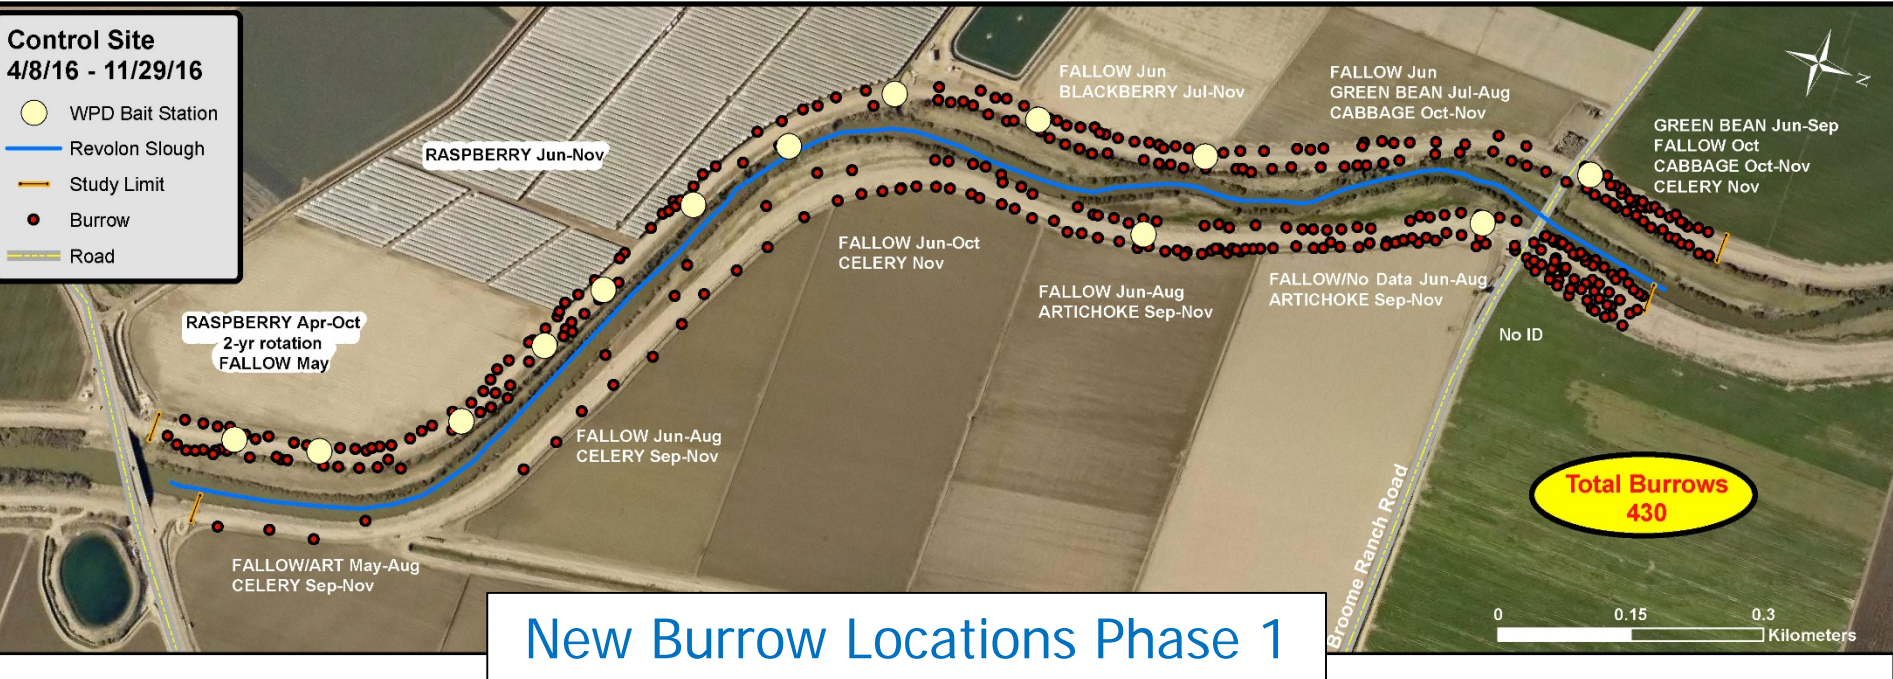 Control Site
4/8/16 - 11/29/16
WPD Bait Station
Revolon Slough
Study Limit
Burrow
Road
RASPBERRY Jun-Nov
FALLOW Jun
BLACKBERRY Jul-Nov
FALLOW Jun
GREEN BEAN Jul-Aug
CABBAGE Oct-Nov
GREEN BEAN Jun-Sep
FALLOW Oct
CABBAGE Oct-Nov
CELERY Nov
N
RASPBERRY Apr-Oct
2-yr rotation
FALLOW May
FALLOW Jun-Oct
CELERY Nov
FALLOW Jun-Aug
ARTICHOKE Sep-Nov
FALLOW/No Data Jun-Aug
ARTICHOKE Sep-Nov
No ID
FALLOW Jun-Aug
CELERY Sep-Nov
FALLOW/ART May-Aug
CELERY Sep-Nov
Broome Ranch Road
Total Burrows
430
0 0.15 0.3
Kilometers
New Burrow Locations Phase 1